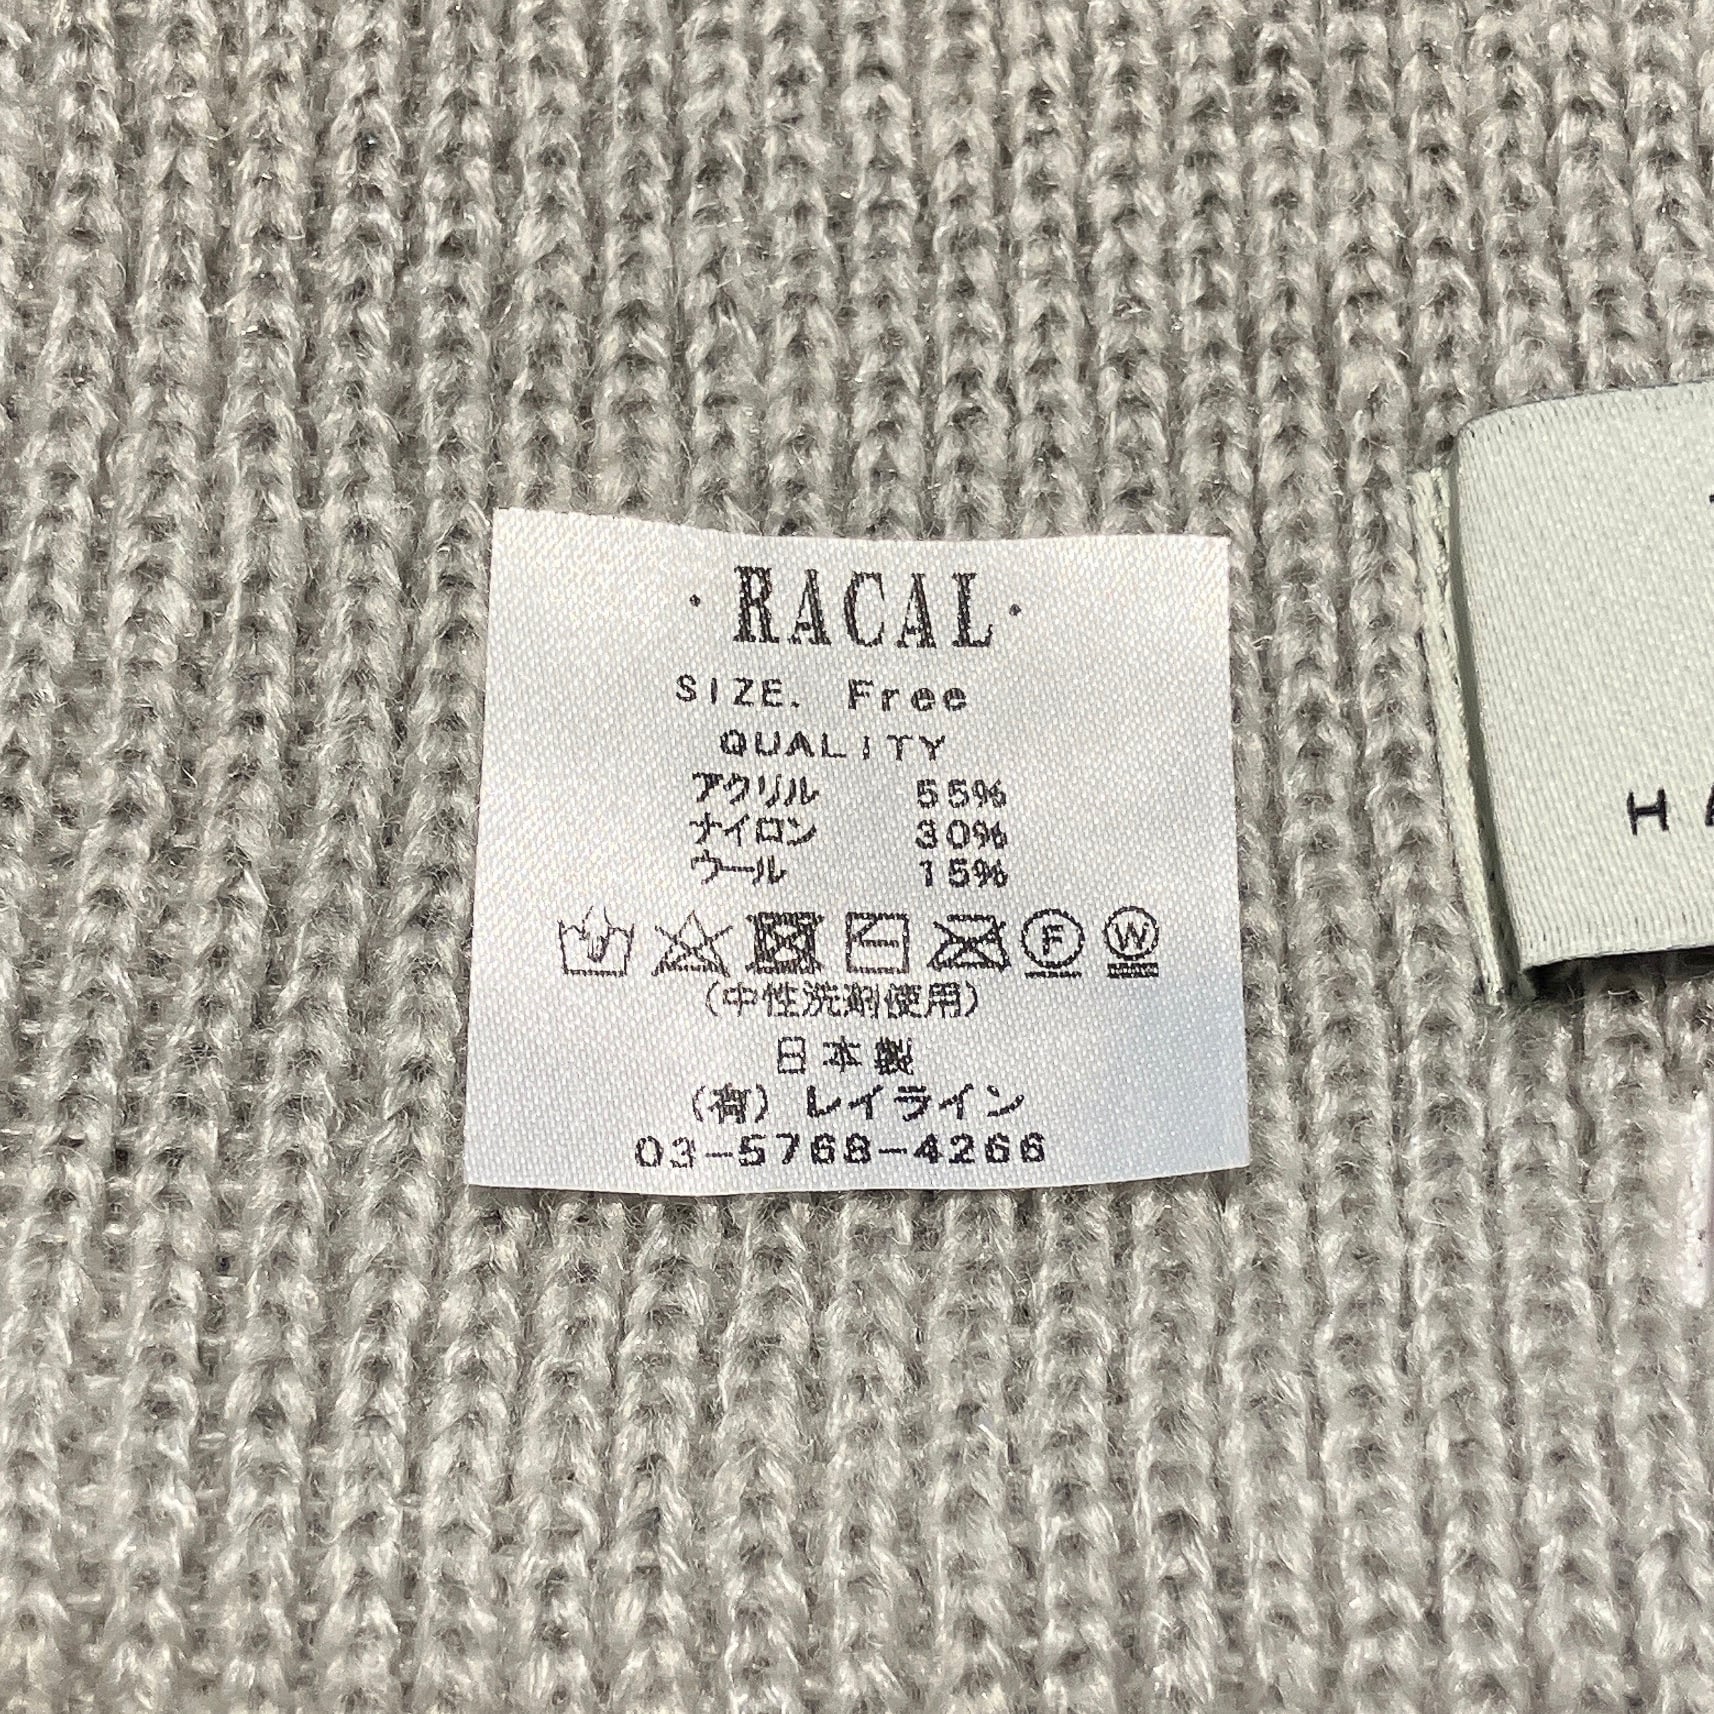 ・RACAL・
SIZE. Free
QUALITY
アクリル 55%
ナイロン 30%
ウール 15%
F W
(中性洗剤使用)
日本製
(有) レイライン
03-5768-4266
HA